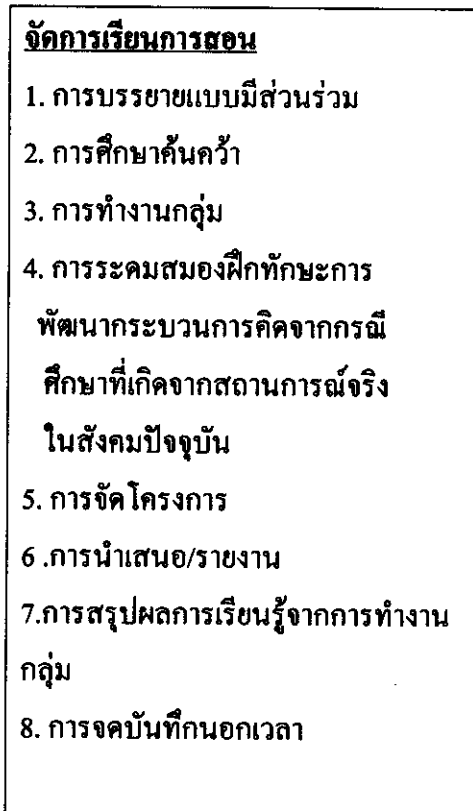 จัดการเรียนการสอน
1. การบรรยายแบบมีส่วนร่วม
2. การศึกษาค้นคว้า
3. การทำงานกลุ่ม
4. การระดมสมองฝึกทักษะการ
พัฒนากระบวนการคิดจากกรณี
ศึกษาที่เกิดจากสถานการณ์จริง
ในสังคมปัจจุบัน
5. การจัดโครงการ
6 .การนำเสนอ/รายงาน
7.การสรุปผลการเรียนรู้จากการทำงาน
กลุ่ม
8. การจดบันทึกนอกเวลา